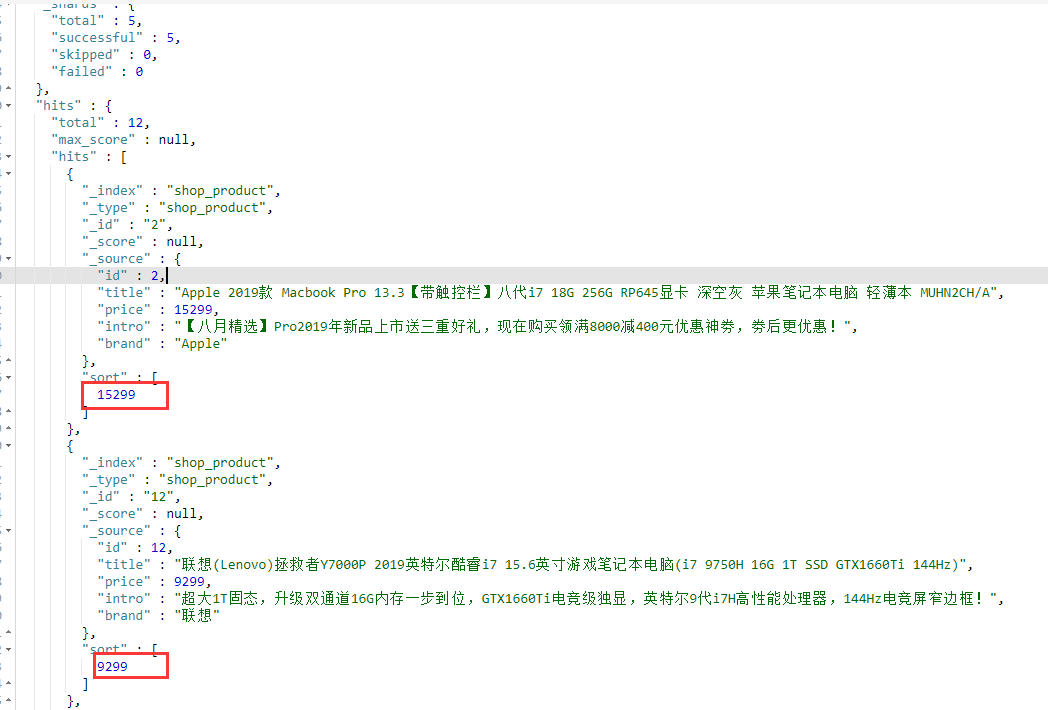 "_shards" : {
"total" : 5,
"successful" : 5,
"skipped" : 0,
"failed" : 0
},
"hits" : {
"total" : 12,
"max_score" : null,
"hits" : [
{
"_index" : "shop_product",
"_type" : "shop_product",
"_id" : "2",
"_score" : null,
"_source" : {
"id" : 2,
"title" : "Apple 2019款 Macbook Pro 13.3【带触控栏】八代i7 18G 256G RP645显卡 深空灰 苹果笔记本电脑 轻薄本 MUHN2CH/A",
"price" : 15299,
"intro" : "【八月精选】Pro2019年新品上市送三重好礼，现在购买领满8000减400元优惠神劵，劵后更优惠！",
"brand" : "Apple"
},
"sort" : [
15299
]
},
{
"_index" : "shop_product",
"_type" : "shop_product",
"_id" : "12",
"_score" : null,
"_source" : {
"id" : 12,
"title" : "联想(Lenovo)拯救者Y7000P 2019英特尔酷睿i7 15.6英寸游戏笔记本电脑(i7 9750H 16G 1T SSD GTX1660Ti 144Hz)",
"price" : 9299,
"intro" : "超大1T固态，升级双通道16G内存一步到位，GTX1660Ti电竞级独显，英特尔9代i7H高性能处理器，144Hz电竞屏窄边框！",
"brand" : "联想"
},
"sort" : [
9299
]
},